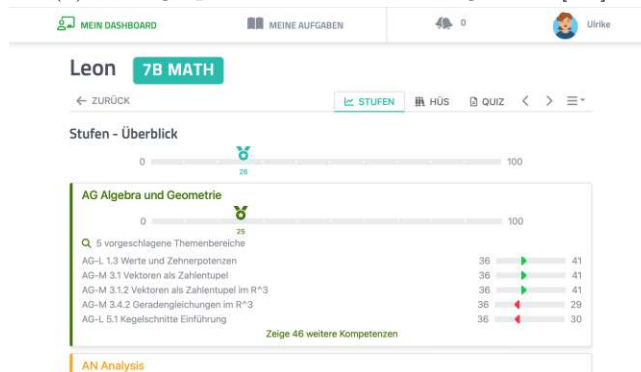 MEIN DASHBOARD MEINE AUFGABEN 0 Ulrike
Leon 7B MATH
← ZURÜCK STUFEN HÜS QUIZ
Stufen - Überblick
0 100
26
AG Algebra und Geometrie
0 100
25
5 vorgeschlagene Themenbereiche
AG-L 1.3 Werte und Zehnerpotenzen 36 41
AG-M 3.1 Vektoren als Zahlentupel 36 41
AG-M 3.1.2 Vektoren als Zahlentupel im R^3 36 41
AG-M 3.4.2 Geradengleichungen im R^3 36 29
AG-L 5.1 Kegelschnitte Einführung 36 30
Zeige 46 weitere Kompetenzen
AN Analysis